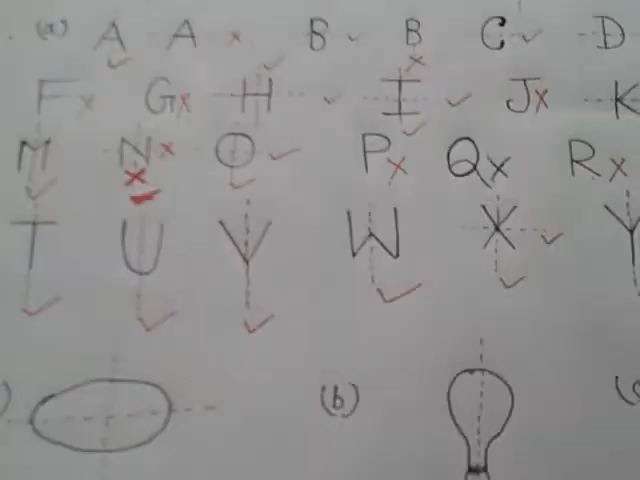 (a) A A B B C D
F G H I J K
M N O P Q R
T U V W X Y
(b)